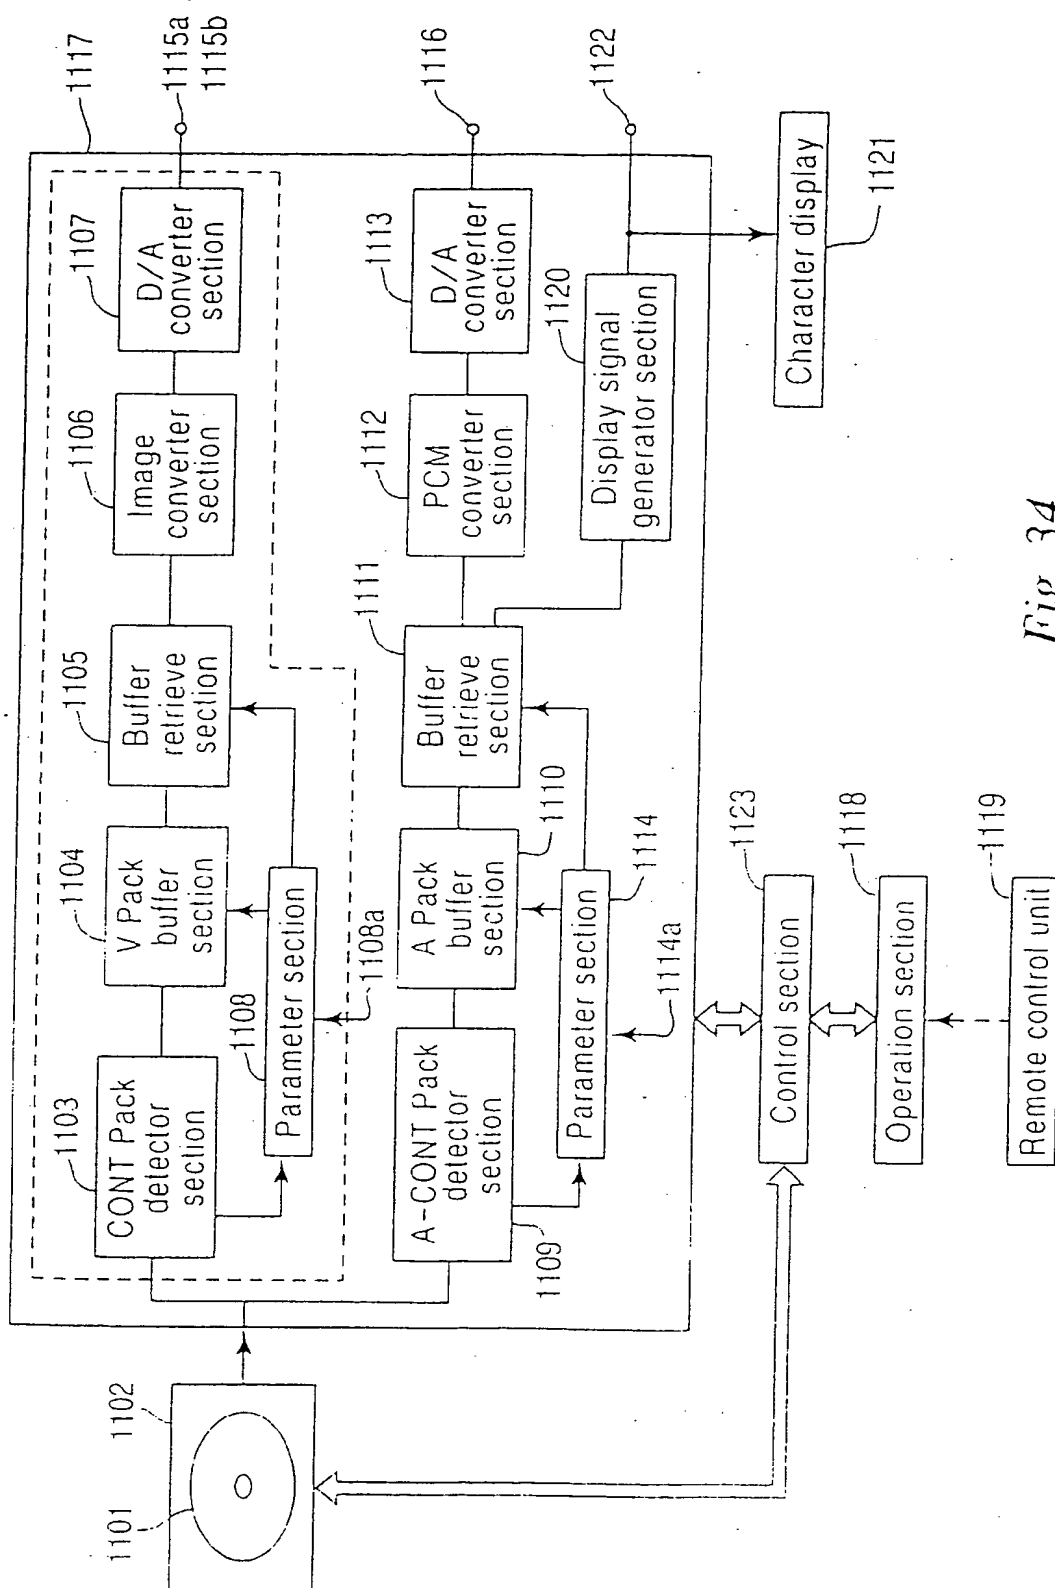 1117
1115a
1115b
1107
D/A
converter
section
1106
Image
converter
section
1105
Buffer
retrieve
section
1104
V Pack
buffer
section
1103
CONT Pack
detector
section
1108
Parameter section
1108a
1102
1101
1116
1113
D/A
converter
section
1112
PCM
converter
section
1111
Buffer
retrieve
section
1110
A Pack
buffer
section
A-CONT Pack
detector
section
1109
1114
Parameter section
1114a
1122
1120
Display signal
generator section
Character display
1121
1123
Control section
1118
Operation section
1119
Remote control unit
Fig. 34